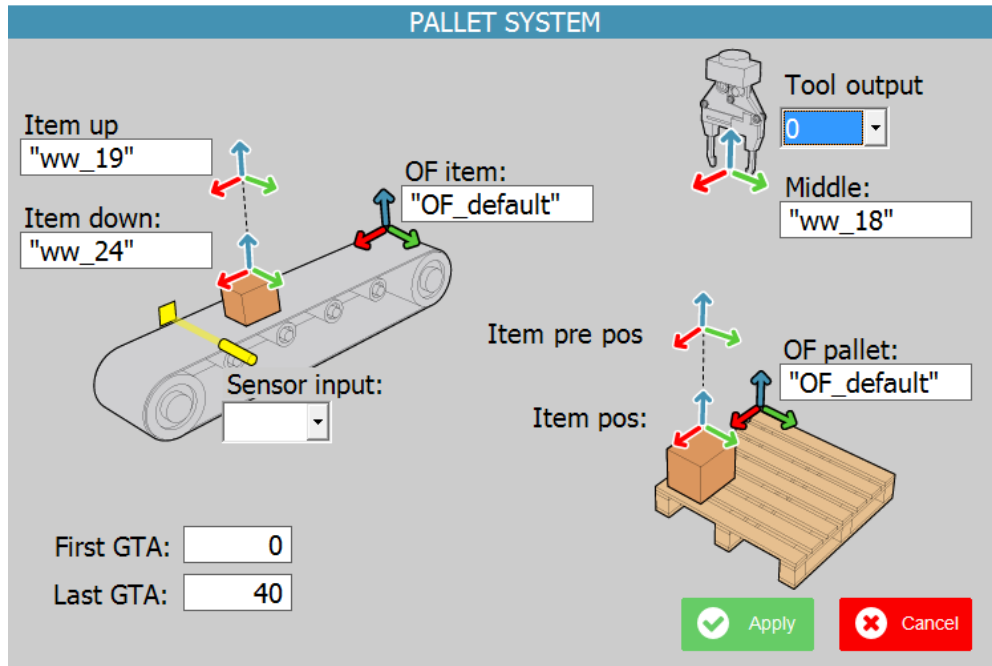 PALLET SYSTEM
Item up
"ww_19"
Item down:
"ww_24"
OF item:
"OF_default"
Tool output
0
Middle:
"ww_18"
Sensor input:
Item pre pos
Item pos:
OF pallet:
"OF_default"
First GTA: 0
Last GTA: 40
Apply
Cancel